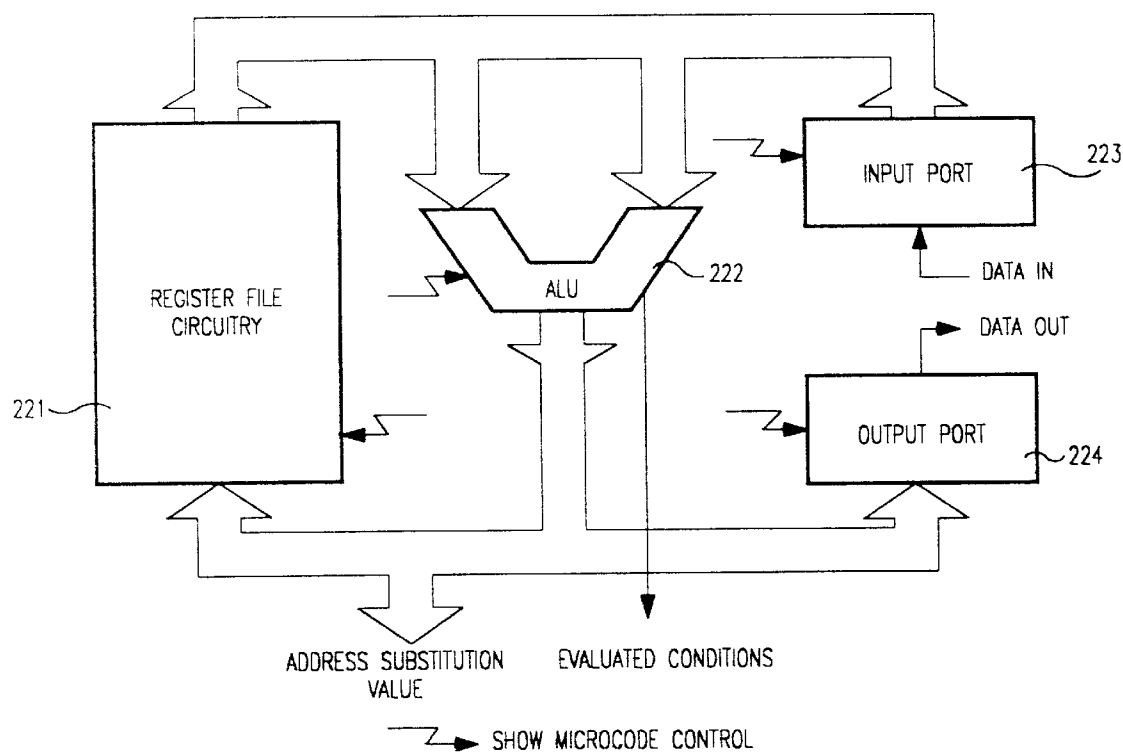 INPUT PORT
223
DATA IN
222
ALU
REGISTER FILE
CIRCUITRY
DATA OUT
221
OUTPUT PORT
224
ADDRESS SUBSTITUTION
VALUE
EVALUATED CONDITIONS
SHOW MICROCODE CONTROL